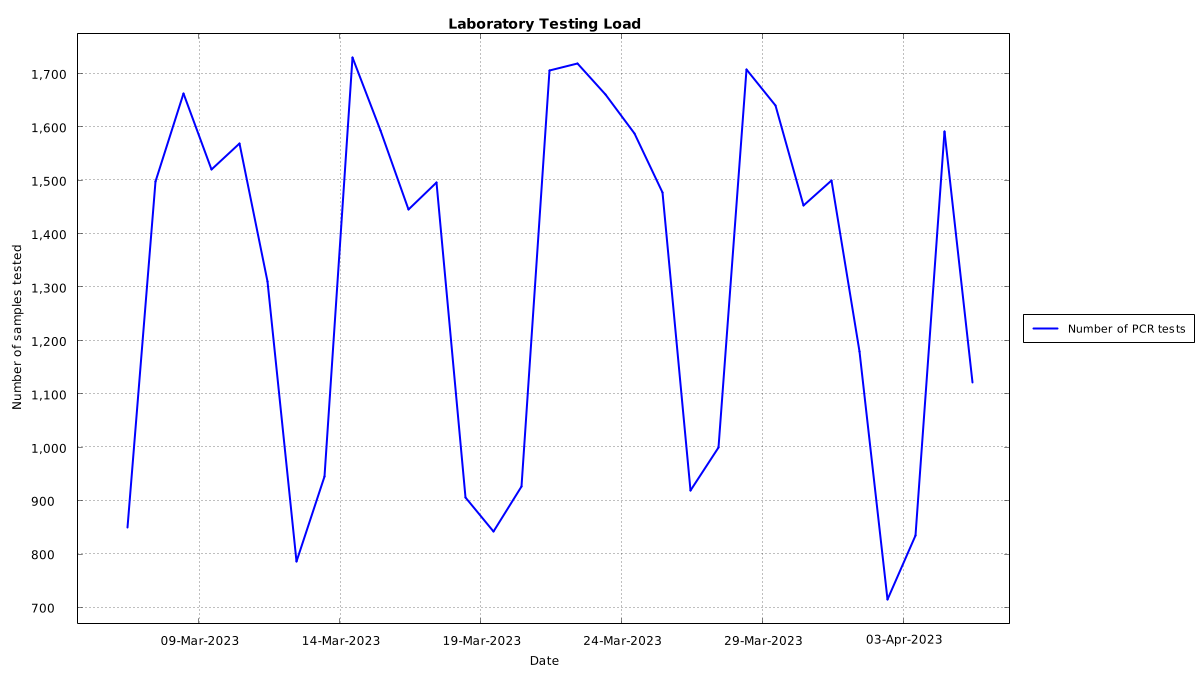 Laboratory Testing Load
1,700
1,600
1,500
1,400
1,300
1,200
1,100
1,000
900
800
700
Number of samples tested
09-Mar-2023 14-Mar-2023 19-Mar-2023 24-Mar-2023 29-Mar-2023 03-Apr-2023
Date
Number of PCR tests